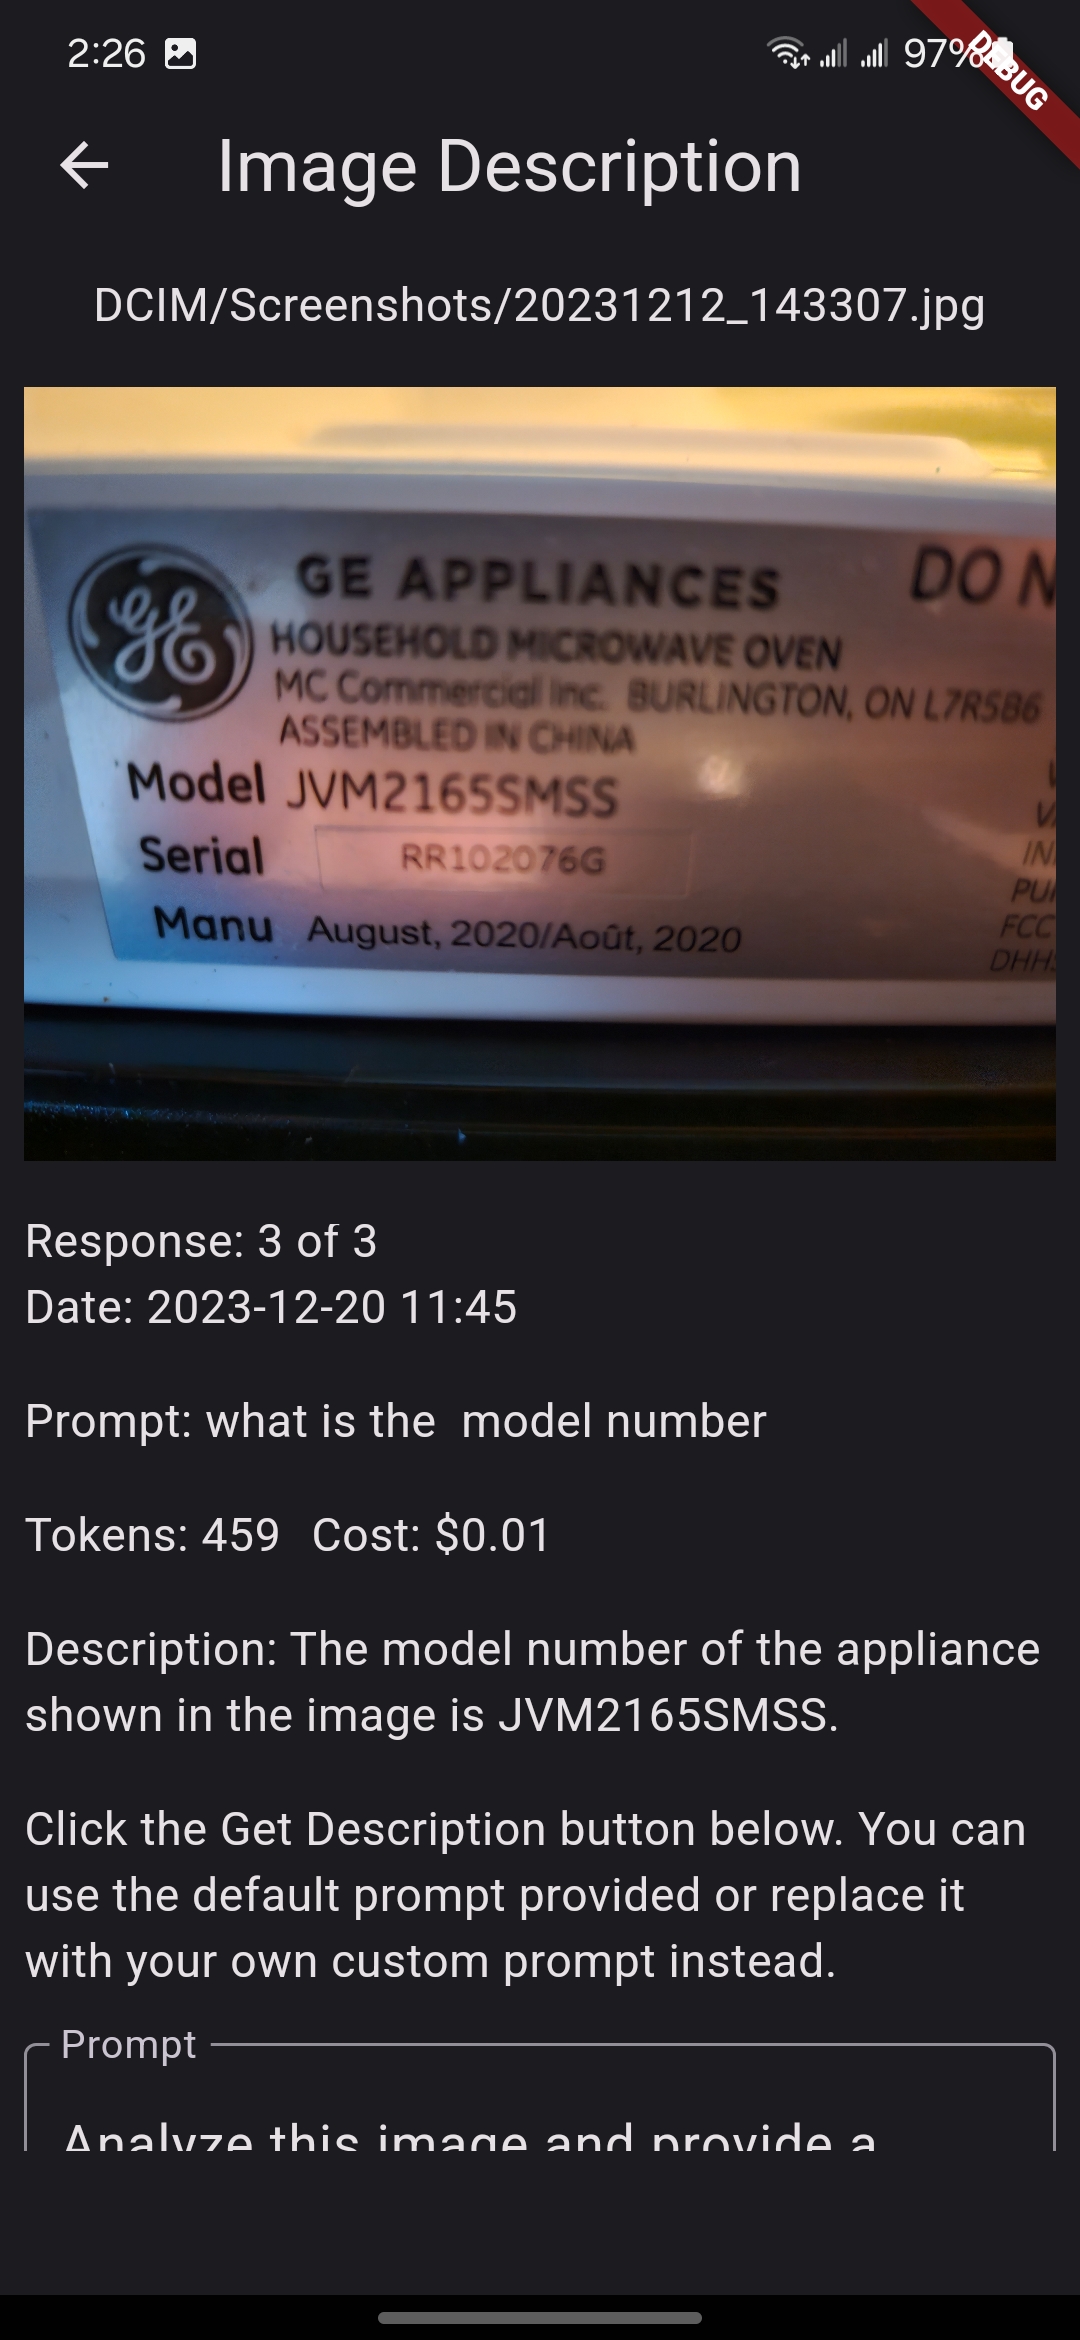 2:26 97%
DEBUG
Image Description
DCIM/Screenshots/20231212_143307.jpg
GE
GE APPLIANCES
DO N
HOUSEHOLD MICROWAVE OVEN
MC Commercial Inc. BURLINGTON, ON L7R5B6
ASSEMBLED IN CHINA
Model JVM2165SMSS
Serial RR102076G
Manu August, 2020/Août, 2020
IN
PU
FCC
DHH
Response: 3 of 3
Date: 2023-12-20 11:45
Prompt: what is the  model number
Tokens: 459 Cost: $0.01
Description: The model number of the appliance
shown in the image is JVM2165SMSS.
Click the Get Description button below. You can
use the default prompt provided or replace it
with your own custom prompt instead.
Prompt
Analyze this image and provide a